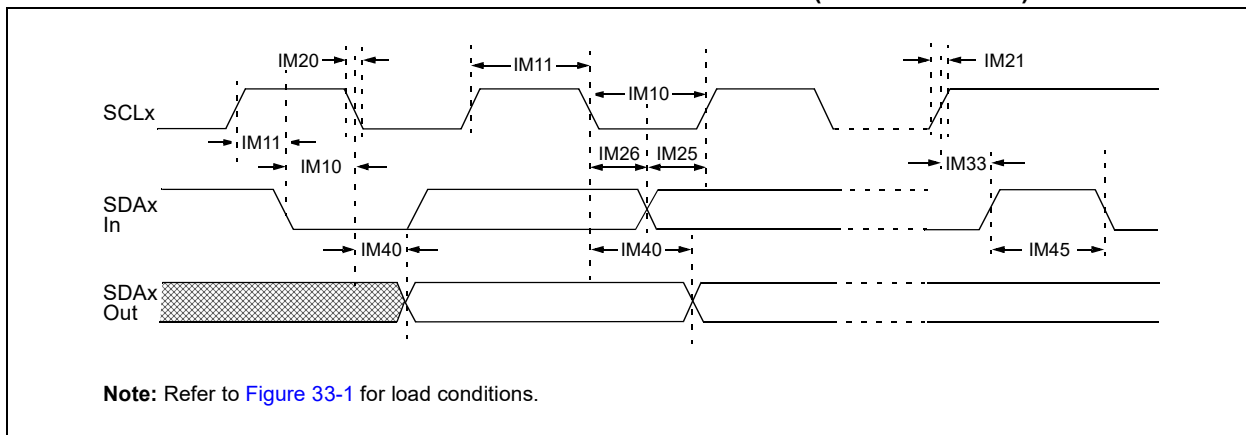 IM20
IM11
IM21
SCLx
IM10
IM11
IM10
IM26
IM25
IM33
SDAx
In
IM40
IM40
IM45
SDAx
Out
Note: Refer to Figure 33-1 for load conditions.